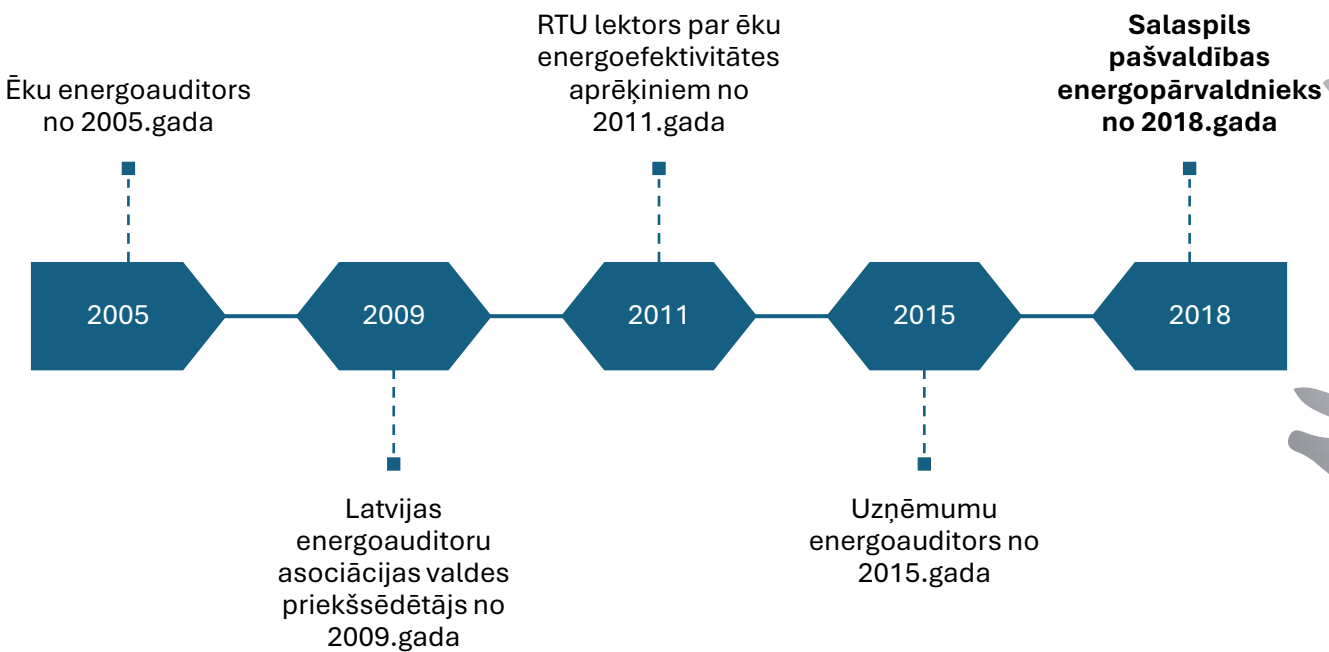 Ēku energoauditors
no 2005.gada
RTU lektors par ēku
energoefektivitātes
aprēķiniem no
2011.gada
Salaspils
pašvaldības
energopārvaldnieks
no 2018.gada
2005
2009
2011
2015
2018
Latvijas
energoauditoru
asociācijas valdes
priekšsēdētājs no
2009.gada
Uzņēmumu
energoauditors no
2015.gada